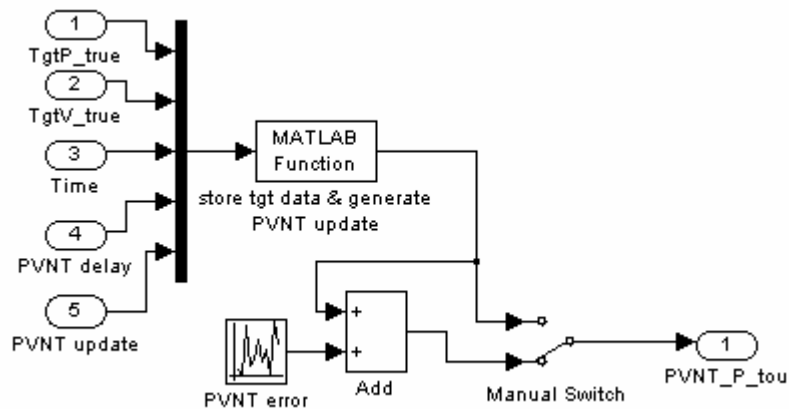 1
TgtP_true
2
TgtV_true
3
Time
4
PVNT delay
5
PVNT update
MATLAB
Function
store tgt data & generate
PVNT update
+
+
Add
PVNT error
Manual Switch
1
PVNT_P_tou